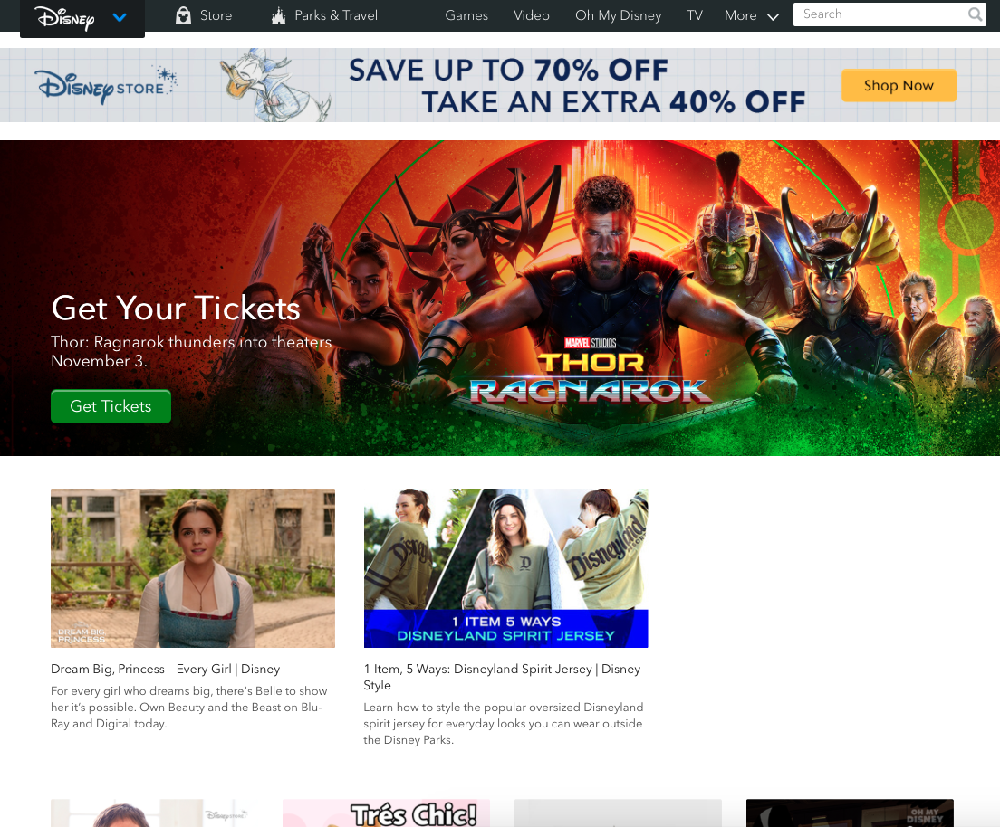 Disney
Store
Parks & Travel
Games
Video
Oh My Disney
TV
More
Search
Disney STORE
SAVE UP TO 70% OFF
TAKE AN EXTRA 40% OFF
Shop Now
Get Your Tickets
Thor: Ragnarok thunders into theaters
November 3.
Get Tickets
MARVEL STUDIOS
THOR
RAGNAROK
DREAM BIG,
PRINCESS
Disneyland
D
Disneyland
1 ITEM 5 WAYS
DISNEYLAND SPIRIT JERSEY
Dream Big, Princess – Every Girl | Disney
For every girl who dreams big, there's Belle to show
her it’s possible. Own Beauty and the Beast on Blu-
Ray and Digital today.
1 Item, 5 Ways: Disneyland Spirit Jersey | Disney
Style
Learn how to style the popular oversized Disneyland
spirit jersey for everyday looks you can wear outside
the Disney Parks.
Disney STORE
Trés Chic!
OH MY
DISNEY